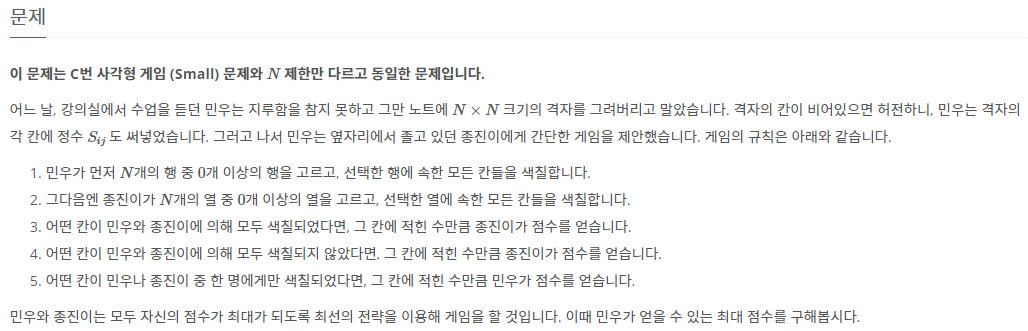 문제
이 문제는 C번 사각형 게임 (Small) 문제와 N 제한만 다르고 동일한 문제입니다.
어느 날, 강의실에서 수업을 듣던 민우는 지루함을 참지 못하고 그만 노트에 N × N 크기의 격자를 그려버리고 말았습니다. 격자의 칸이 비어있으면 허전하니, 민우는 격자의
각 칸에 정수 S_{ij} 도 써넣었습니다. 그러고 나서 민우는 옆자리에서 졸고 있던 종진이에게 간단한 게임을 제안했습니다. 게임의 규칙은 아래와 같습니다.
1. 민우가 먼저 N개의 행 중 0개 이상의 행을 고르고, 선택한 행에 속한 모든 칸들을 색칠합니다.
2. 그다음엔 종진이가 N개의 열 중 0개 이상의 열을 고르고, 선택한 열에 속한 모든 칸들을 색칠합니다.
3. 어떤 칸이 민우와 종진이에 의해 모두 색칠되었다면, 그 칸에 적힌 수만큼 종진이가 점수를 얻습니다.
4. 어떤 칸이 민우와 종진이에 의해 모두 색칠되지 않았다면, 그 칸에 적힌 수만큼 종진이가 점수를 얻습니다.
5. 어떤 칸이 민우나 종진이 중 한 명에게만 색칠되었다면, 그 칸에 적힌 수만큼 민우가 점수를 얻습니다.
민우와 종진이는 모두 자신의 점수가 최대가 되도록 최선의 전략을 이용해 게임을 할 것입니다. 이때 민우가 얻을 수 있는 최대 점수를 구해봅시다.